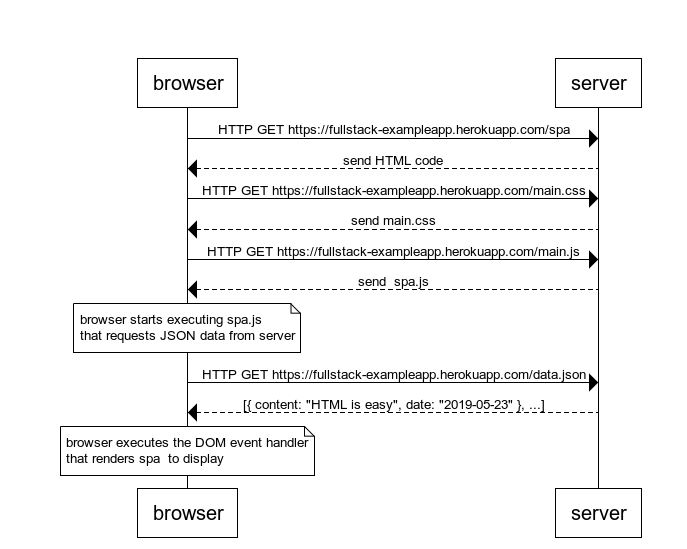 browser server
HTTP GET https://fullstack-exampleapp.herokuapp.com/spa
send HTML code
HTTP GET https://fullstack-exampleapp.herokuapp.com/main.css
send main.css
HTTP GET https://fullstack-exampleapp.herokuapp.com/main.js
send  spa.js
browser starts executing spa.js
that requests JSON data from server
HTTP GET https://fullstack-exampleapp.herokuapp.com/data.json
[{ content: "HTML is easy", date: "2019-05-23" }, ...]
browser executes the DOM event handler
that renders spa  to display
browser server